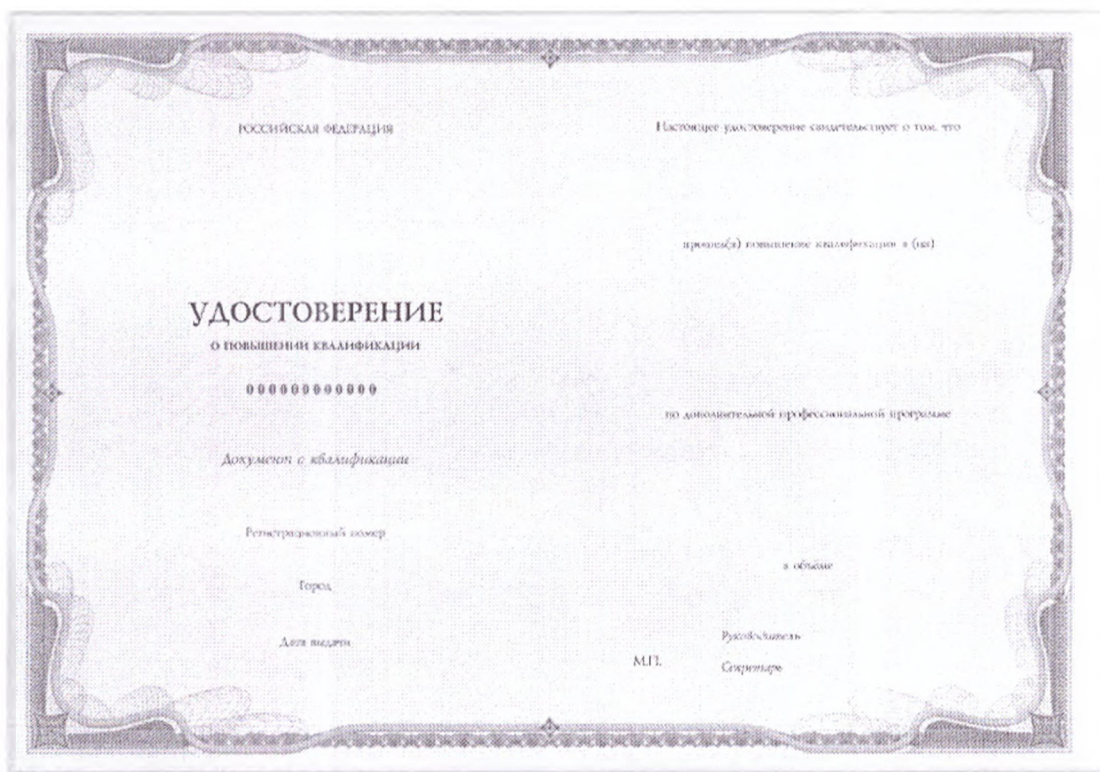 РОССИЙСКАЯ ФЕДЕРАЦИЯ
УДОСТОВЕРЕНИЕ
О ПОВЫШЕНИИ КВАЛИФИКАЦИИ
000000000000
Документ о квалификации
Регистрационный номер
Город
Дата выдачи
Настоящее удостоверение свидетельствует о том, что
прошел(а) повышение квалификации в (на)
по дополнительной профессиональной программе
в объеме
М.П.
Руководитель
Секретарь